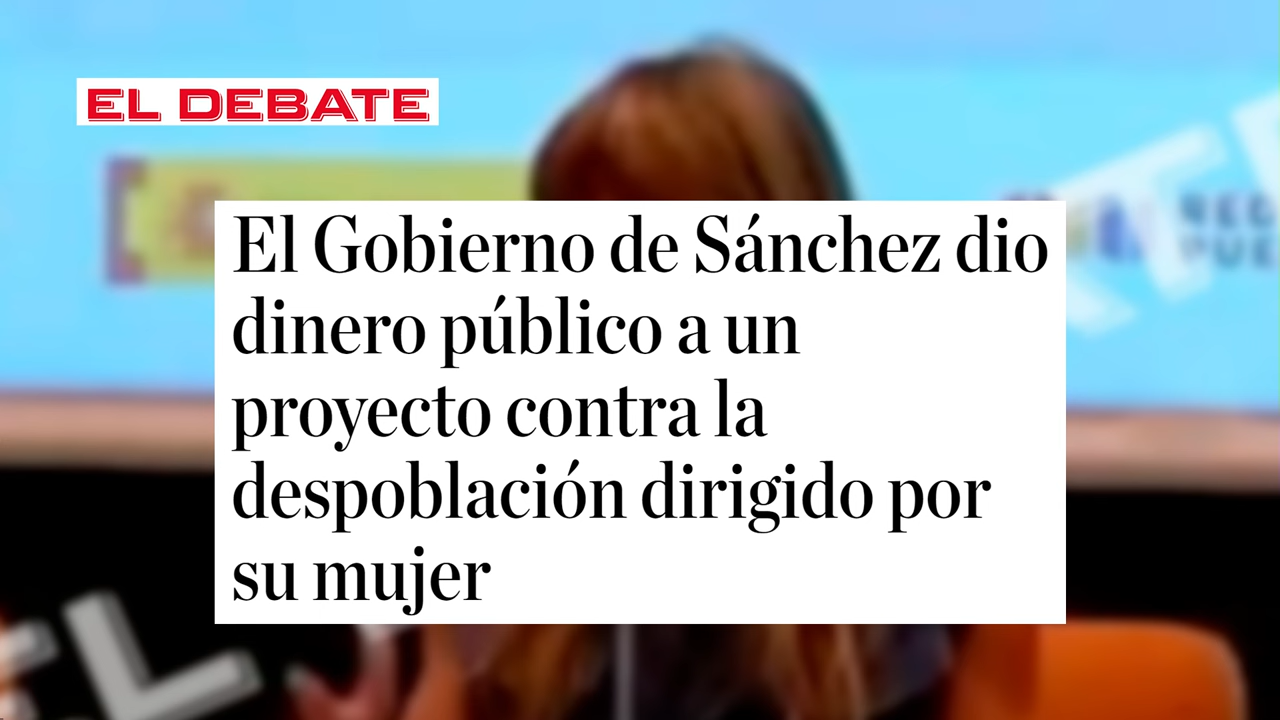 EL DEBATE
El Gobierno de Sánchez dio
dinero público a un
proyecto contra la
despoblación dirigido por
su mujer